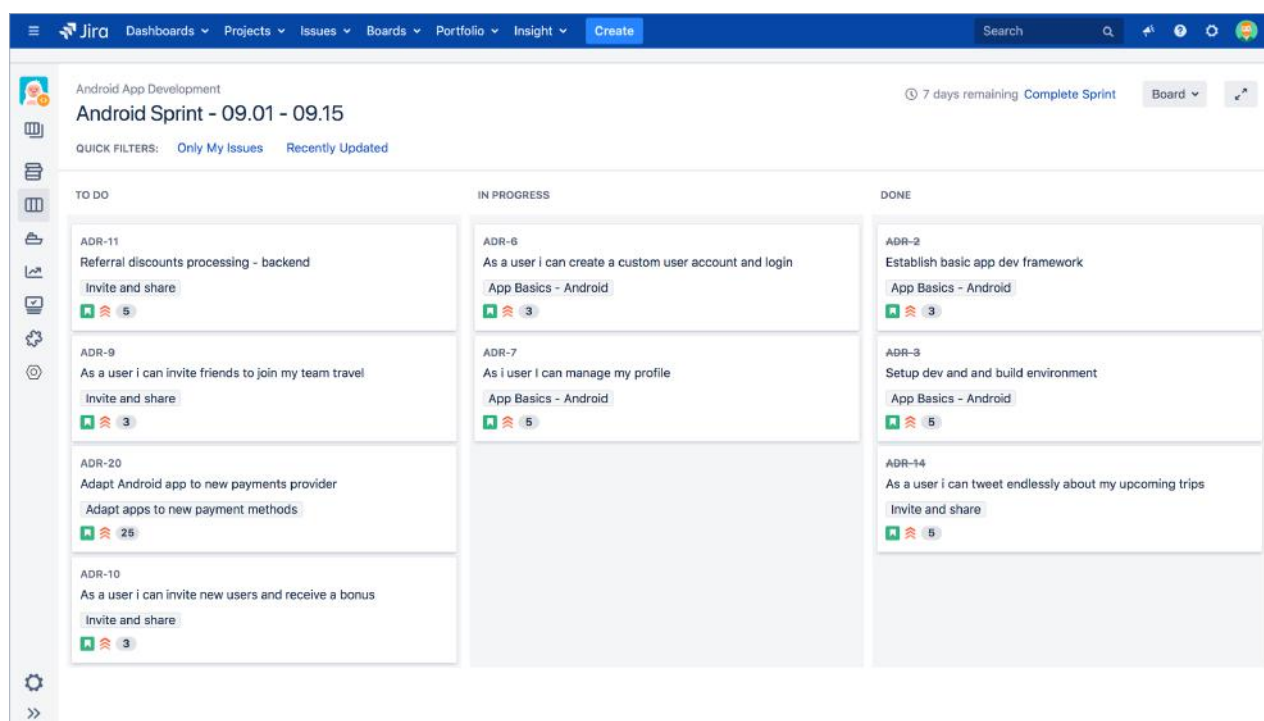 Jira Dashboards Projects Issues Boards Portfolio Insight Create Search
Android App Development
Android Sprint - 09.01 - 09.15
7 days remaining Complete Sprint Board
QUICK FILTERS: Only My Issues Recently Updated
TO DO
ADR-11
Referral discounts processing - backend
Invite and share
5
ADR-9
As a user i can invite friends to join my team travel
Invite and share
3
ADR-20
Adapt Android app to new payments provider
Adapt apps to new payment methods
25
ADR-10
As a user i can invite new users and receive a bonus
Invite and share
3
IN PROGRESS
ADR-6
As a user i can create a custom user account and login
App Basics - Android
3
ADR-7
As i user I can manage my profile
App Basics - Android
5
DONE
ADR-2
Establish basic app dev framework
App Basics - Android
3
ADR-3
Setup dev and and build environment
App Basics - Android
5
ADR-14
As a user i can tweet endlessly about my upcoming trips
Invite and share
5